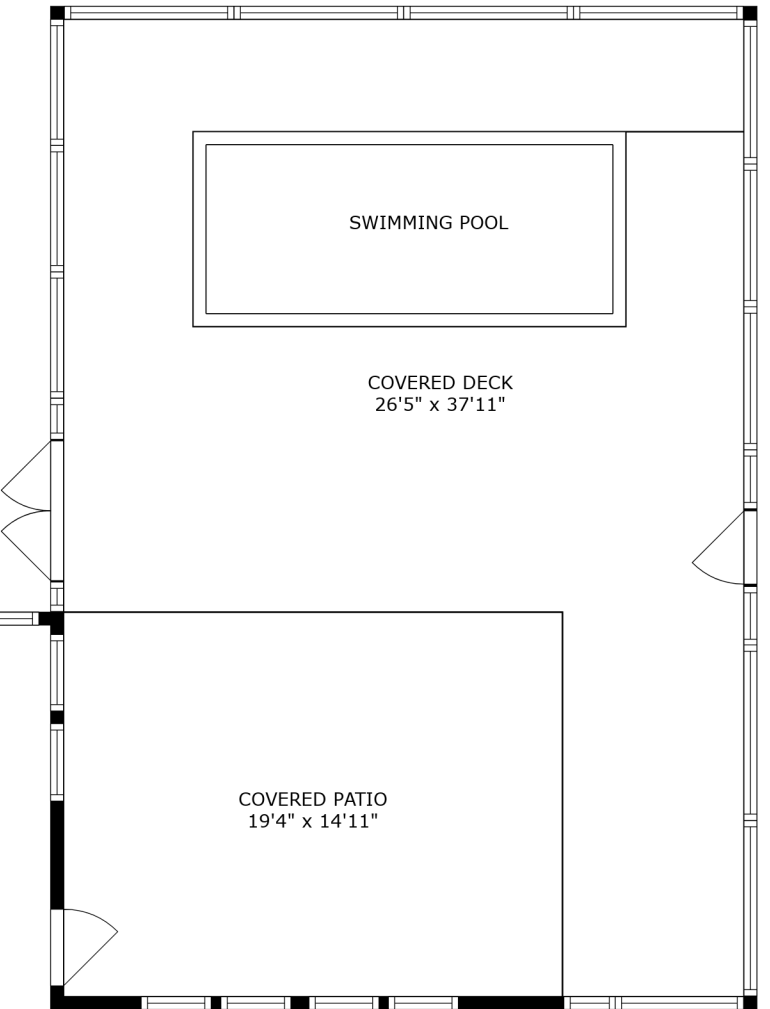 SWIMMING POOL
COVERED DECK
26'5" x 37'11"
COVERED PATIO
19'4" x 14'11"